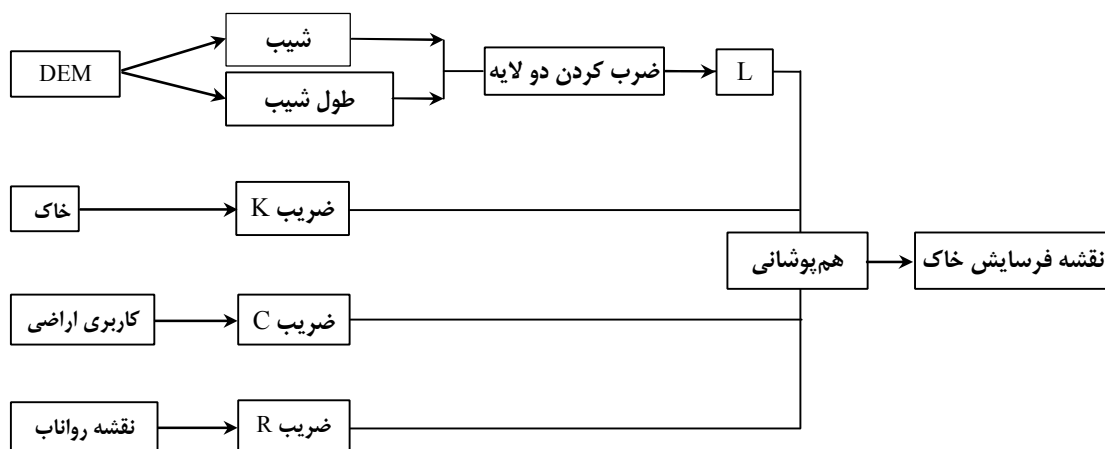 DEM
شیب
طول شیب
ضرب کردن دو لایه
L
خاک
ضریب K
هم‌پوشانی
نقشه فرسایش خاک
کاربری اراضی
ضریب C
نقشه رواناب
ضریب R